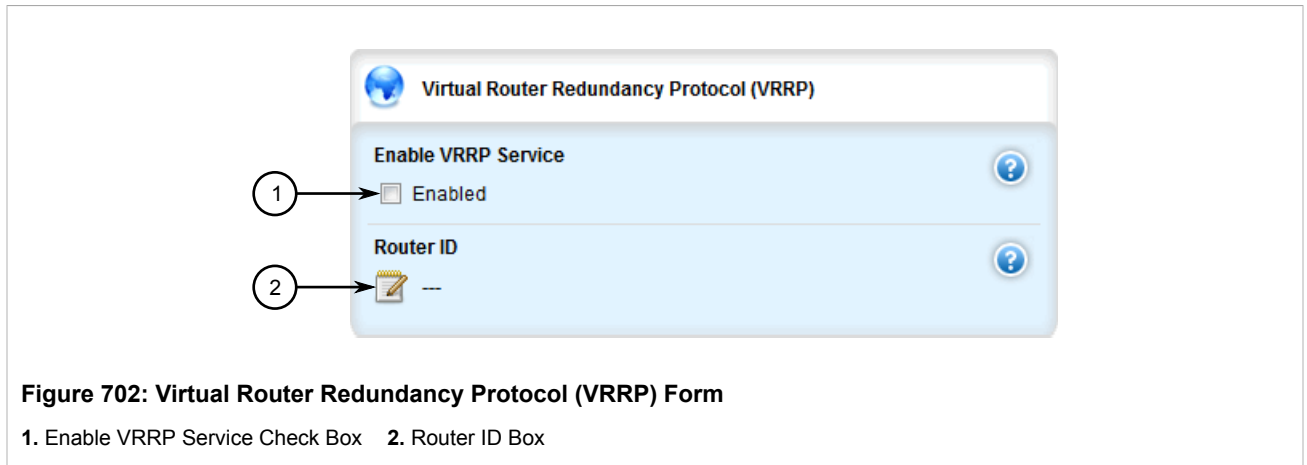 Virtual Router Redundancy Protocol (VRRP)
Enable VRRP Service
?
1
Enabled
Router ID
?
2
---
Figure 702: Virtual Router Redundancy Protocol (VRRP) Form
1. Enable VRRP Service Check Box 2. Router ID Box